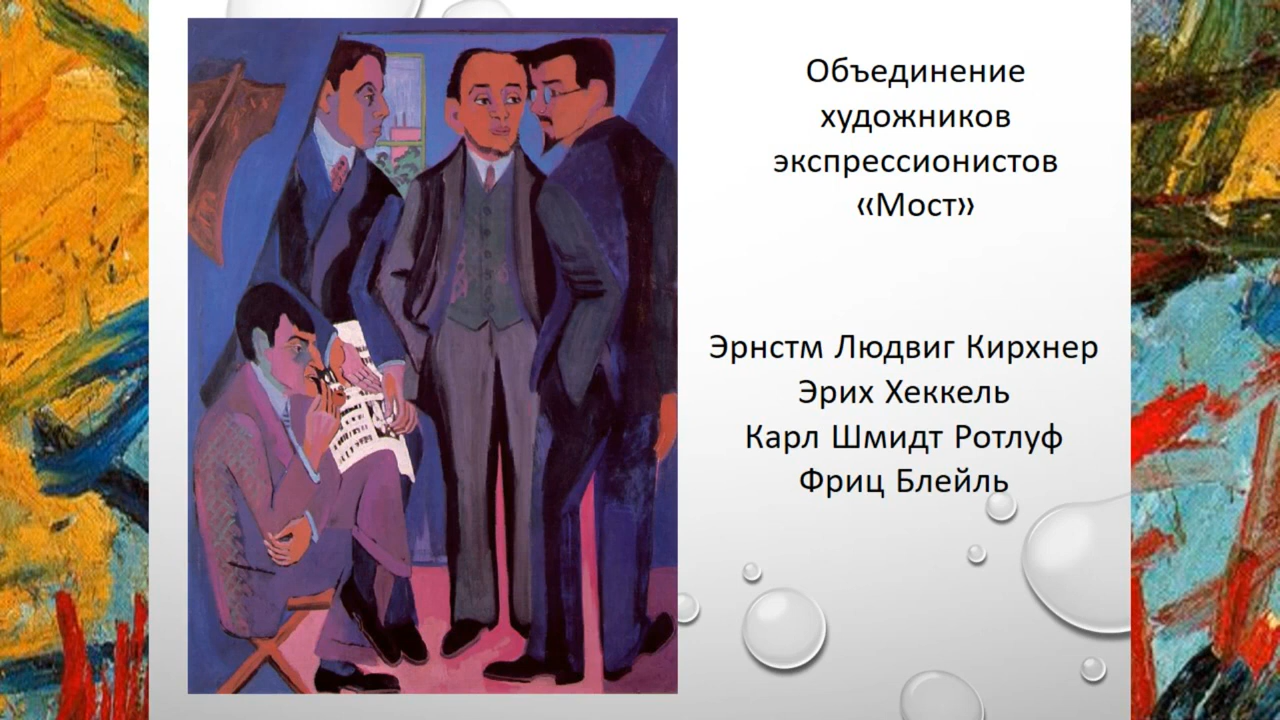 Объединение
художников
экспрессионистов
«Мост»
Эрнстм Людвиг Кирхнер
Эрих Хеккель
Карл Шмидт Ротлуф
Фриц Блейль